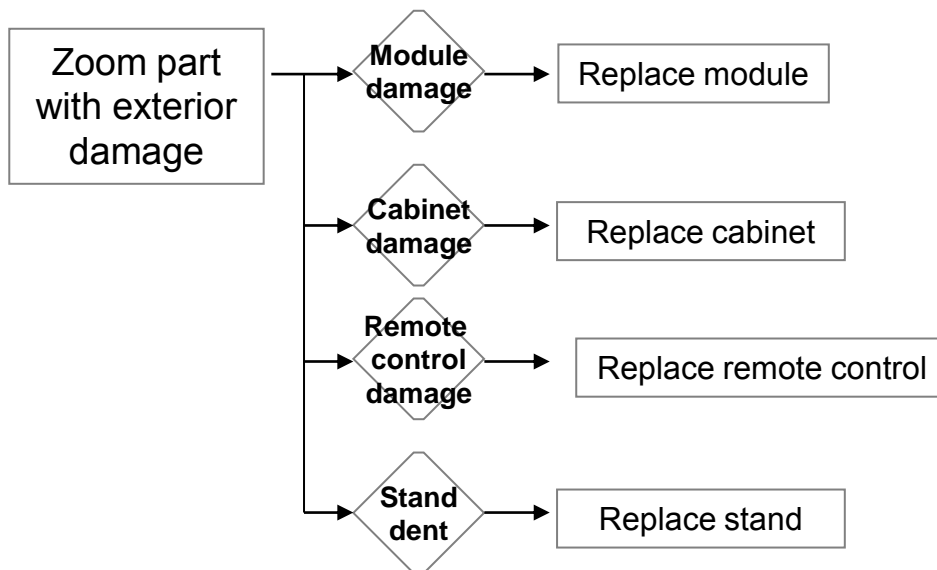 Zoom part
with exterior
damage
Module
damage
Replace module
Cabinet
damage
Replace cabinet
Remote
control
damage
Replace remote control
Stand
dent
Replace stand